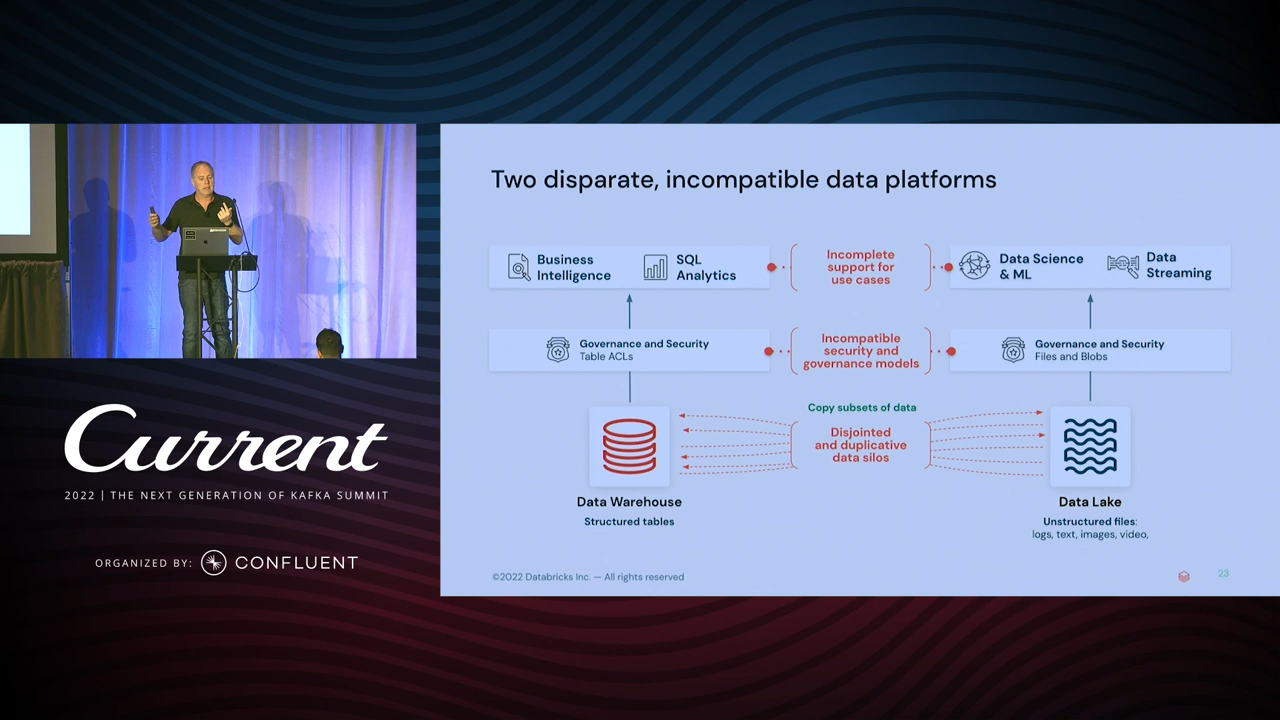 Two disparate, incompatible data platforms
Business
Intelligence
SQL
Analytics
Incomplete
support for
use cases
Data Science
& ML
Data
Streaming
Governance and Security
Table ACLs
Incompatible
security and
governance models
Governance and Security
Files and Blobs
Copy subsets of data
Disjointed
and duplicative
data silos
Data Warehouse
Structured tables
Data Lake
Unstructured files:
logs, text, images, video,
©2022 Databricks Inc. — All rights reserved
23
Current
2022 | THE NEXT GENERATION OF KAFKA SUMMIT
ORGANIZED BY: CONFLUENT